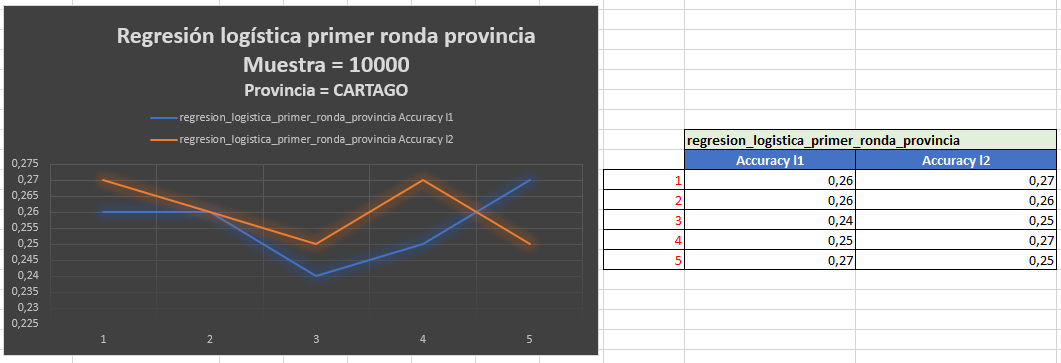 Regresión logística primer ronda provincia
Muestra = 10000
Provincia = CARTAGO
regresion_logistica_primer_ronda_provincia Accuracy l1
regresion_logistica_primer_ronda_provincia Accuracy l2
0,275
0,27
0,265
0,26
0,255
0,25
0,245
0,24
0,235
0,23
0,225
1 2 3 4 5
regresion_logistica_primer_ronda_provincia
Accuracy l1 Accuracy l2
1 0,26 0,27
2 0,26 0,26
3 0,24 0,25
4 0,25 0,27
5 0,27 0,25